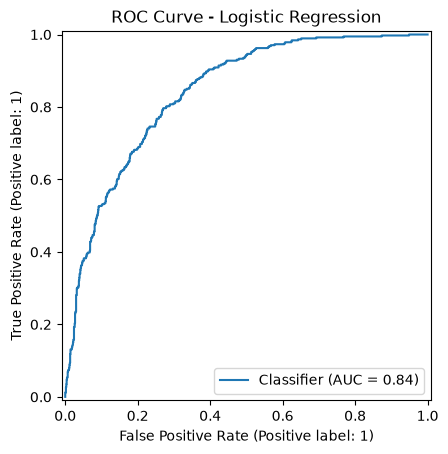 ROC Curve - Logistic Regression
True Positive Rate (Positive label: 1)
1.0
0.8
0.6
0.4
0.2
0.0
Classifier (AUC = 0.84)
0.0 0.2 0.4 0.6 0.8 1.0
False Positive Rate (Positive label: 1)